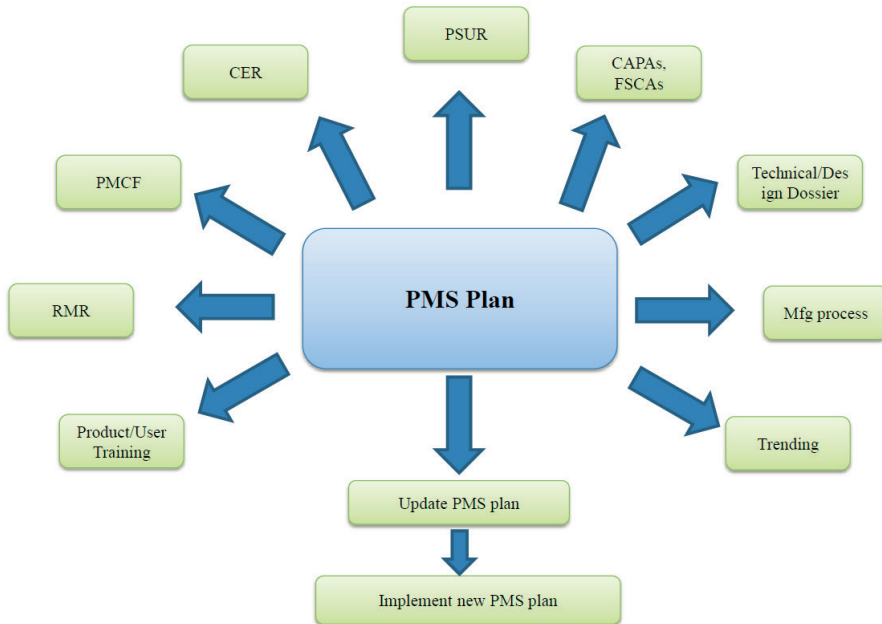 PSUR
CER
CAPAs,
FSCAs
PMCF
Technical/Des
ign Dossier
PMS Plan
RMR
Mfg process
Product/User
Training
Trending
Update PMS plan
Implement new PMS plan